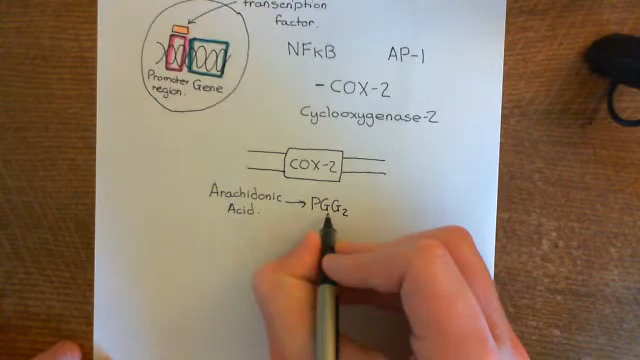 transcription
factor.
Promoter Gene
region.
NFκB AP-1
- COX-2
Cyclooxygenase-2
COX-2
Arachidonic → PGG₂
Acid.